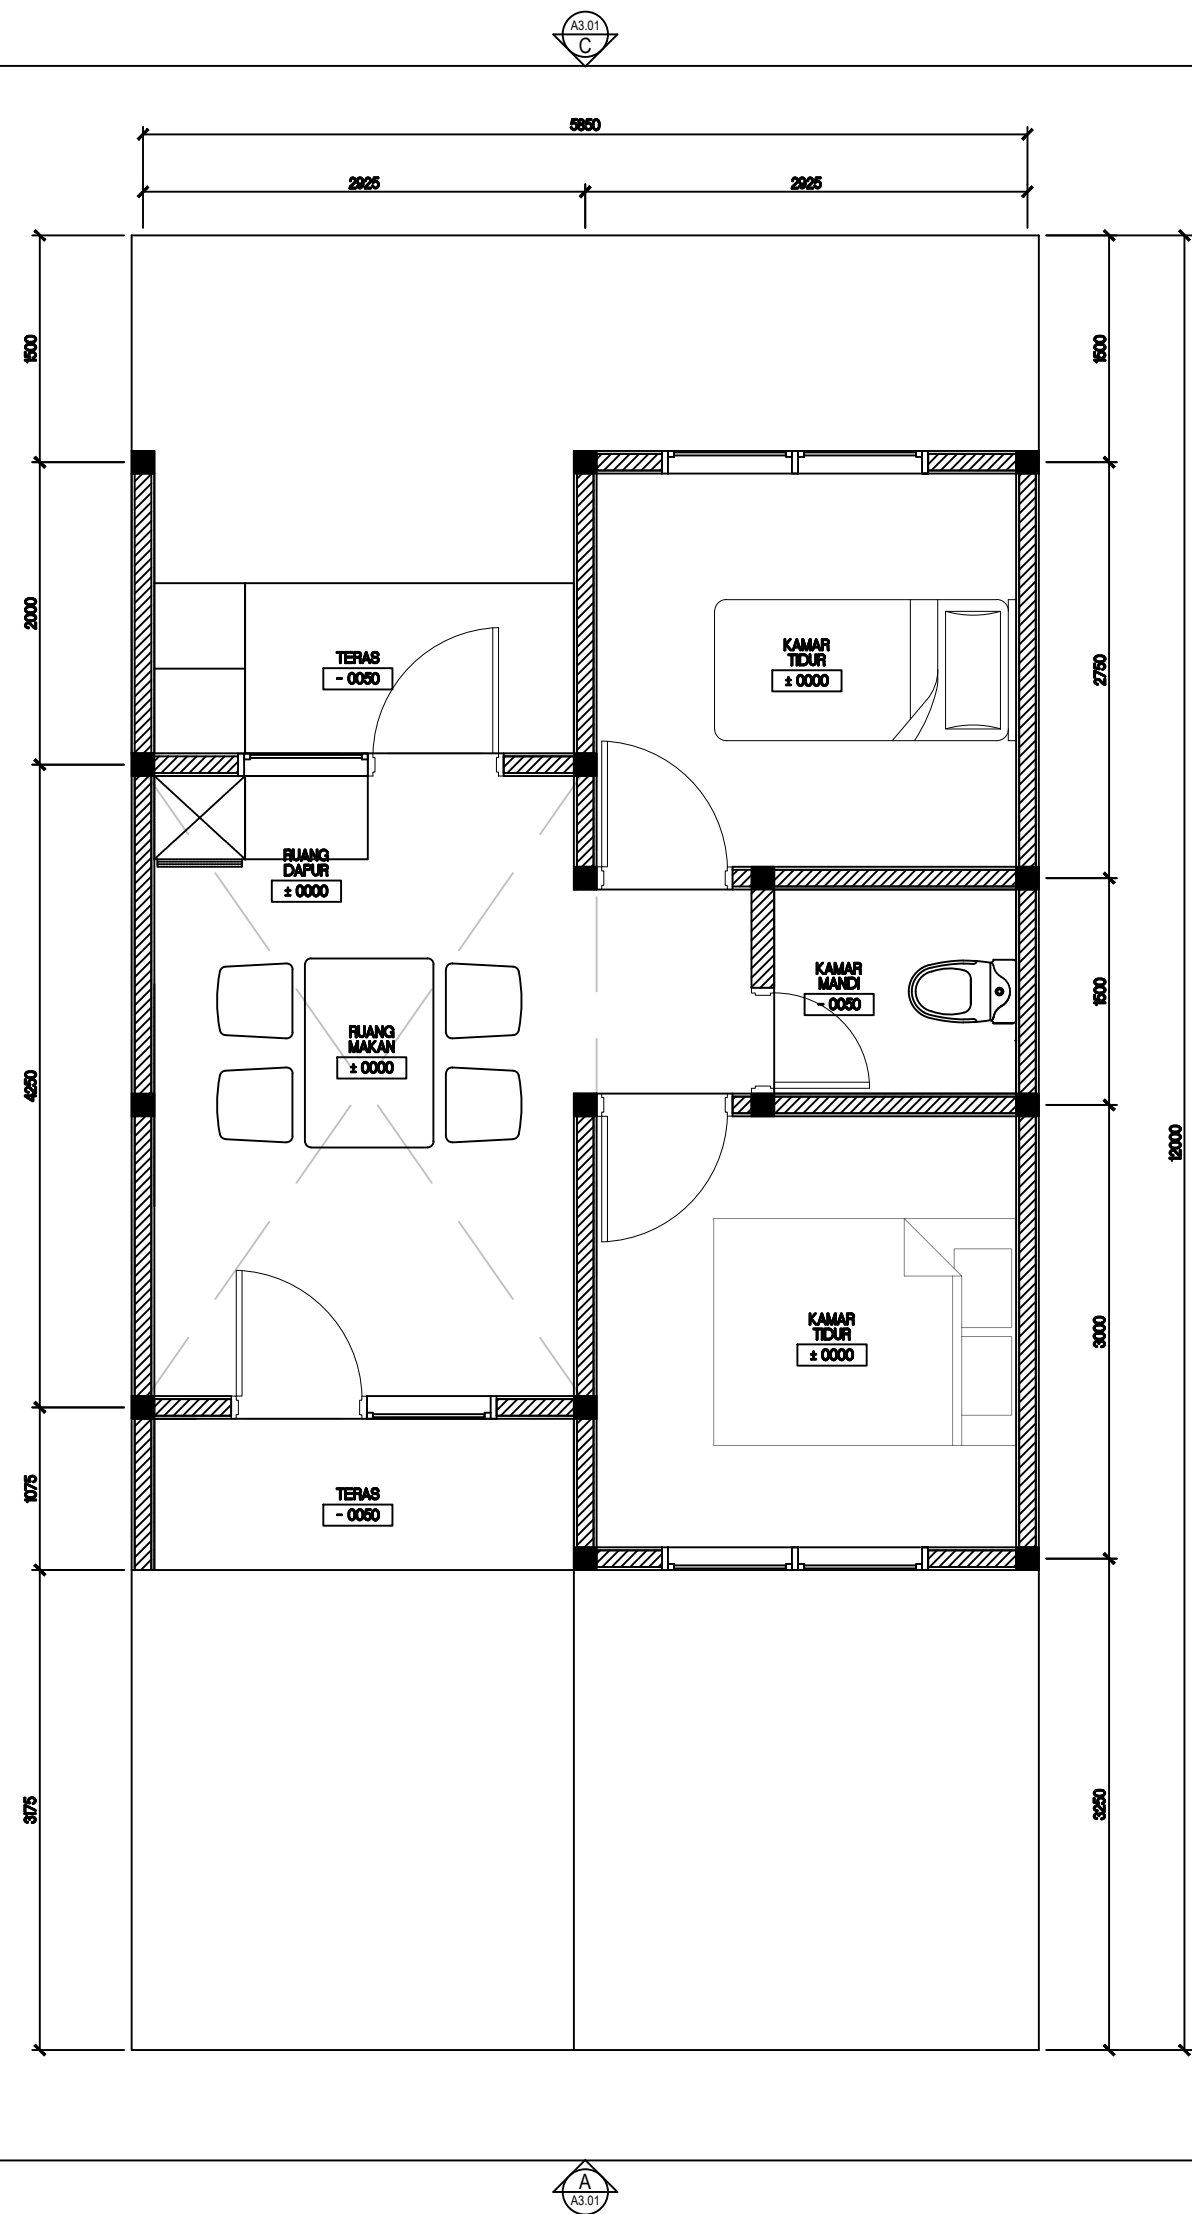 A3.01
C
5850
2925
2925
1500
1500
2000
2750
TERAS
- 0050
KAMAR
TIDUR
± 0000
RUANG
DAPUR
± 0000
KAMAR
MANDI
- 0050
1500
RUANG
MAKAN
± 0000
4250
12000
KAMAR
TIDUR
± 0000
3000
1075
TERAS
- 0050
3175
3250
A
A3.01